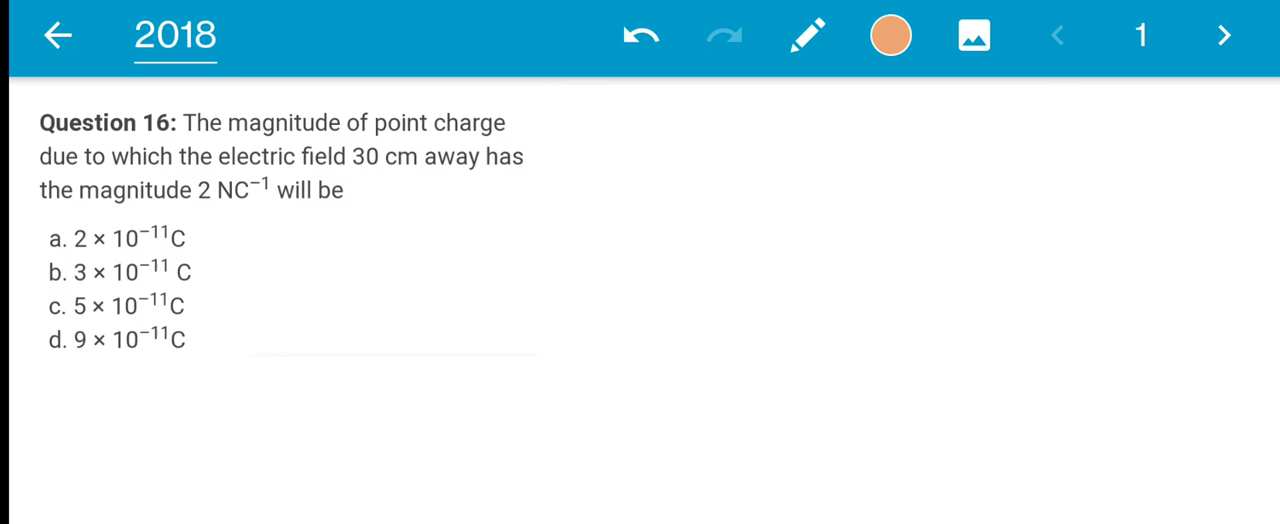 2018
1
Question 16: The magnitude of point charge
due to which the electric field 30 cm away has
the magnitude 2 NC⁻¹ will be
a. 2 × 10⁻¹¹C
b. 3 × 10⁻¹¹ C
c. 5 × 10⁻¹¹C
d. 9 × 10⁻¹¹C